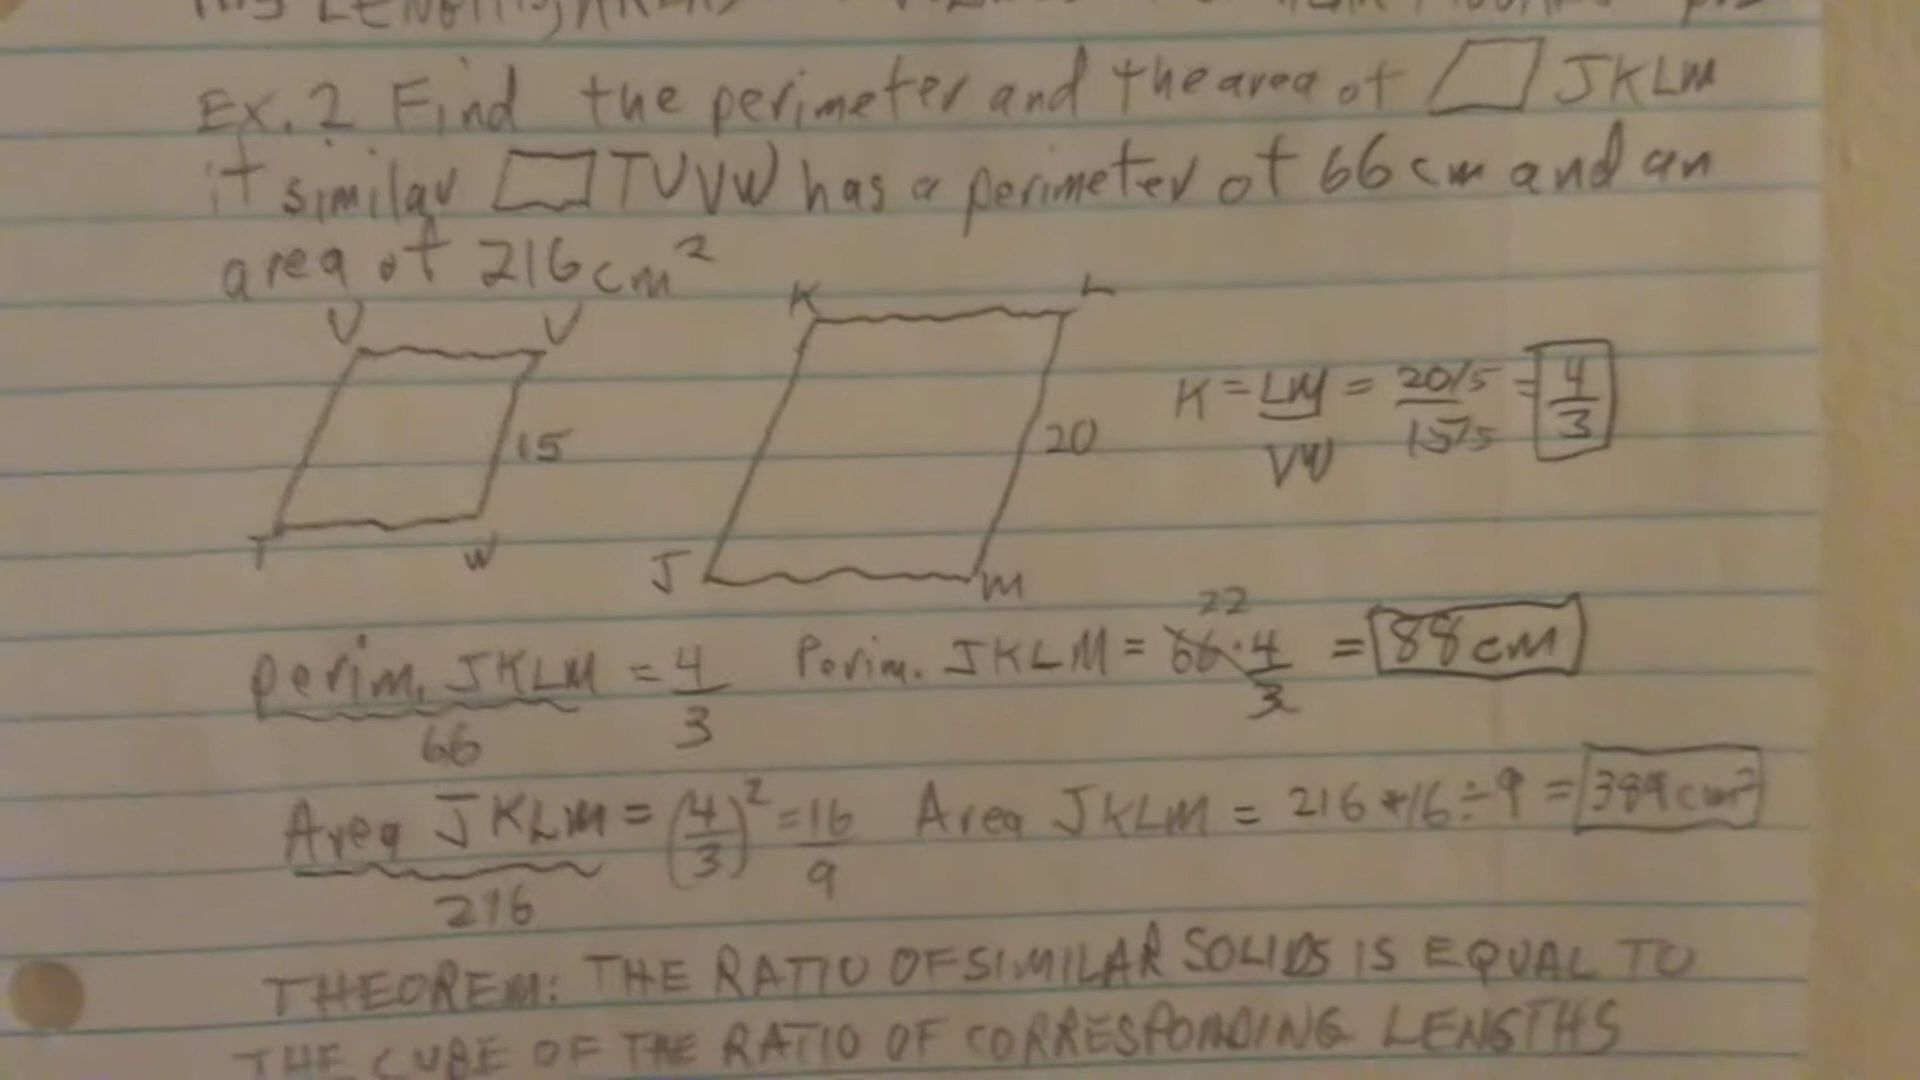 Ex. 2 Find the perimeter and the area of JKLM
if similar TUVW has a perimeter of 66 cm and an
area of 216 cm²
U V K L
15
20
K = LM/VW = 20/5 / 15/5 = 4/3
T W J M
Perim. JKLM / 66 = 4/3 Perim. JKLM = 66 · 4/3 22 = 88 cm
Area JKLM / 216 = (4/3)² = 16/9 Area JKLM = 216 * 16 ÷ 9 = 384 cm²
THEOREM: THE RATIO OF SIMILAR SOLIDS IS EQUAL TO
THE CUBE OF THE RATIO OF CORRESPONDING LENGTHS